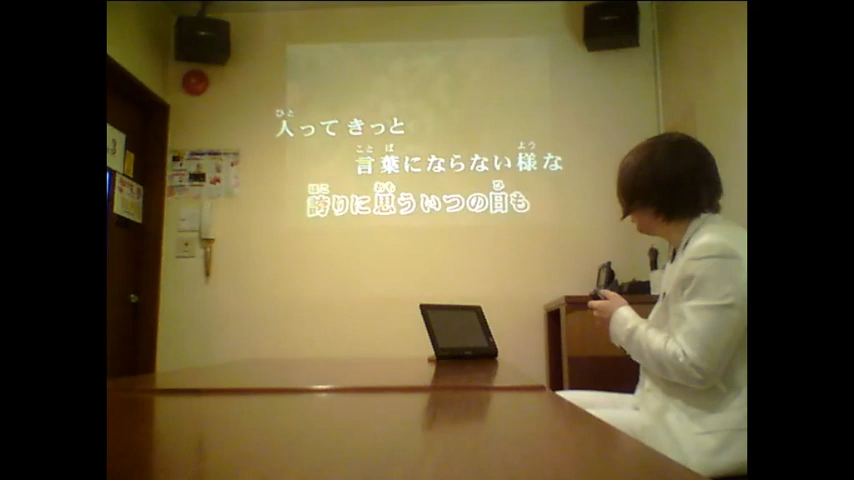 人って きっと
言葉にならない様な
誇りに思ういつの日も